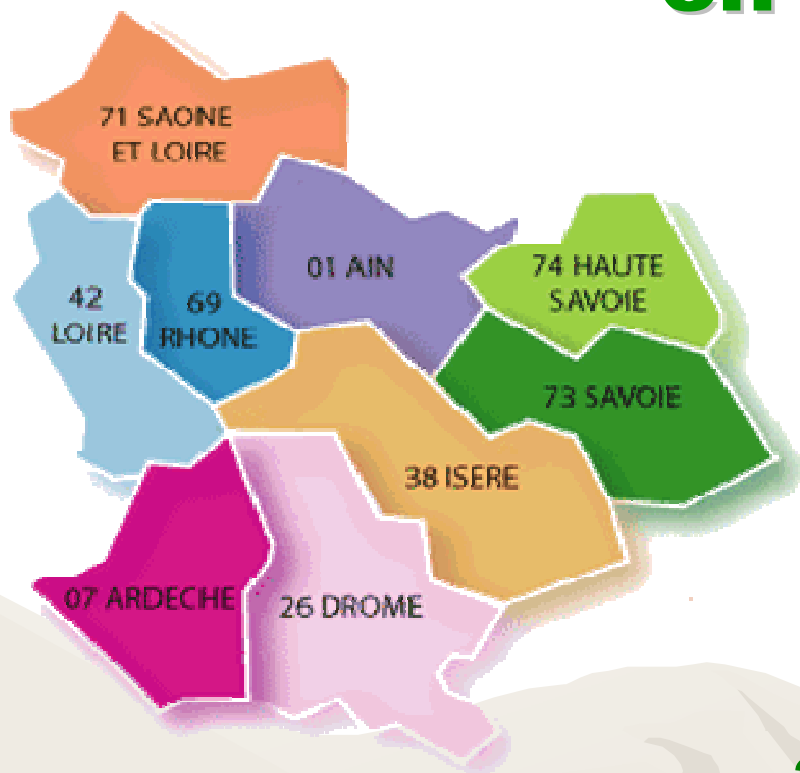 en
71 SAONE
ET LOIRE
01 AIN
74 HAUTE
SAVOIE
42
LOIRE
69
RHONE
73 SAVOIE
38 ISERE
07 ARDECHE
26 DROME